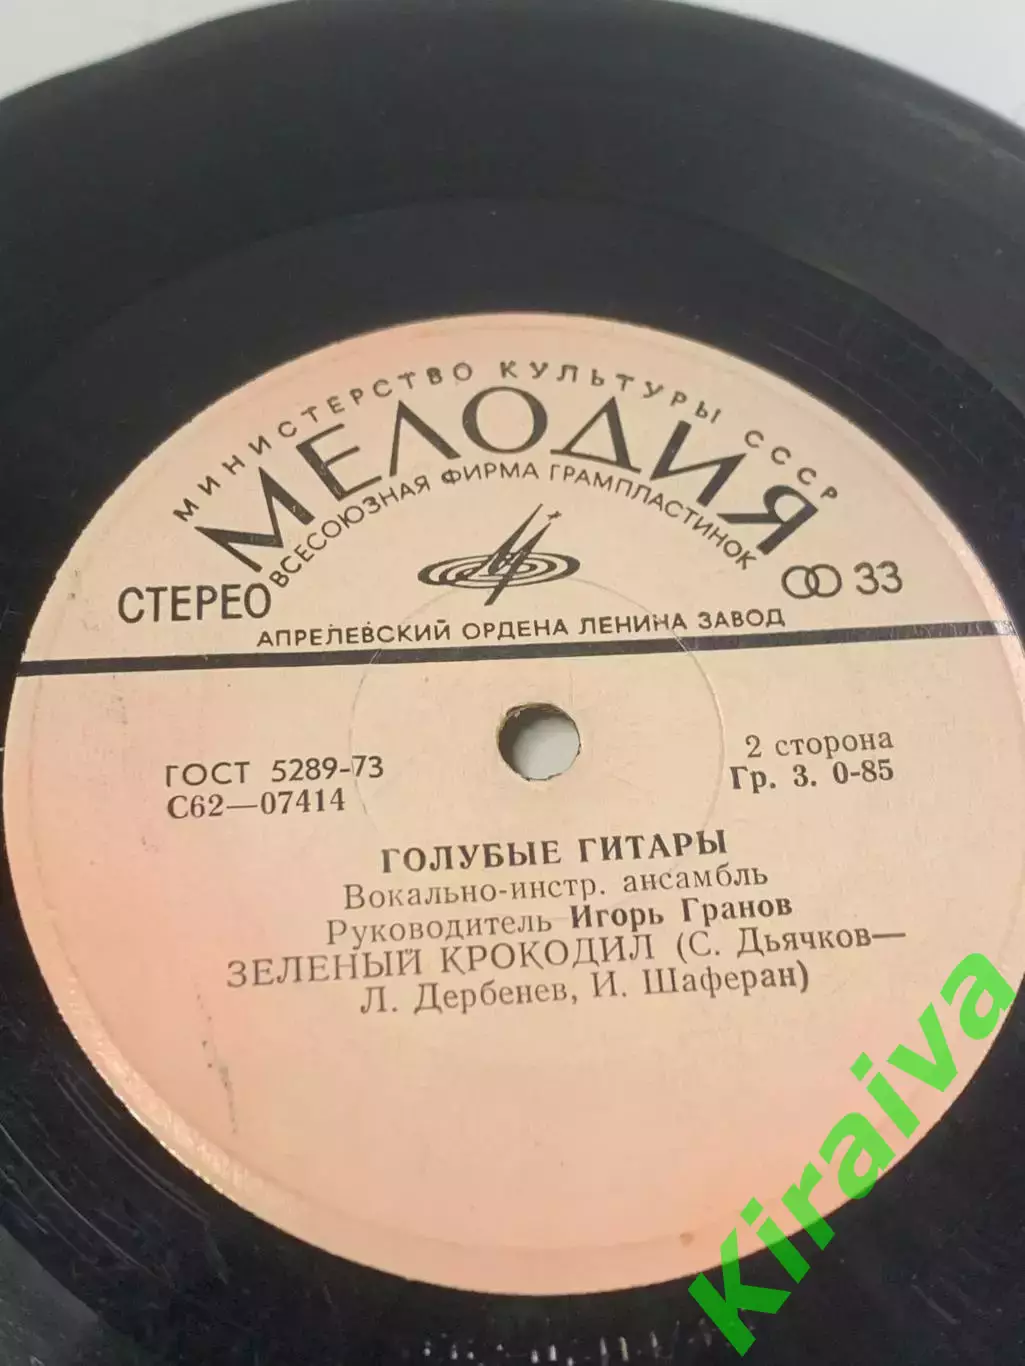 МИНИСТЕРСТВО КУЛЬТУРЫ СССР
МЕЛОДИЯ
ВСЕСОЮЗНАЯ ФИРМА ГРАМПЛАСТИНОК
СТЕРЕО
33
АПРЕЛЕВСКИЙ ОРДЕНА ЛЕНИНА ЗАВОД
ГОСТ 5289-73
2 сторона
С62—07414
Гр. 3. 0-85
ГОЛУБЫЕ ГИТАРЫ
Вокально-инстр. ансамбль
Руководитель Игорь Гранов
ЗЕЛЕНЫЙ КРОКОДИЛ (С. Дьячков—
Л. Дербенев, И. Шаферан)
Kiraiva